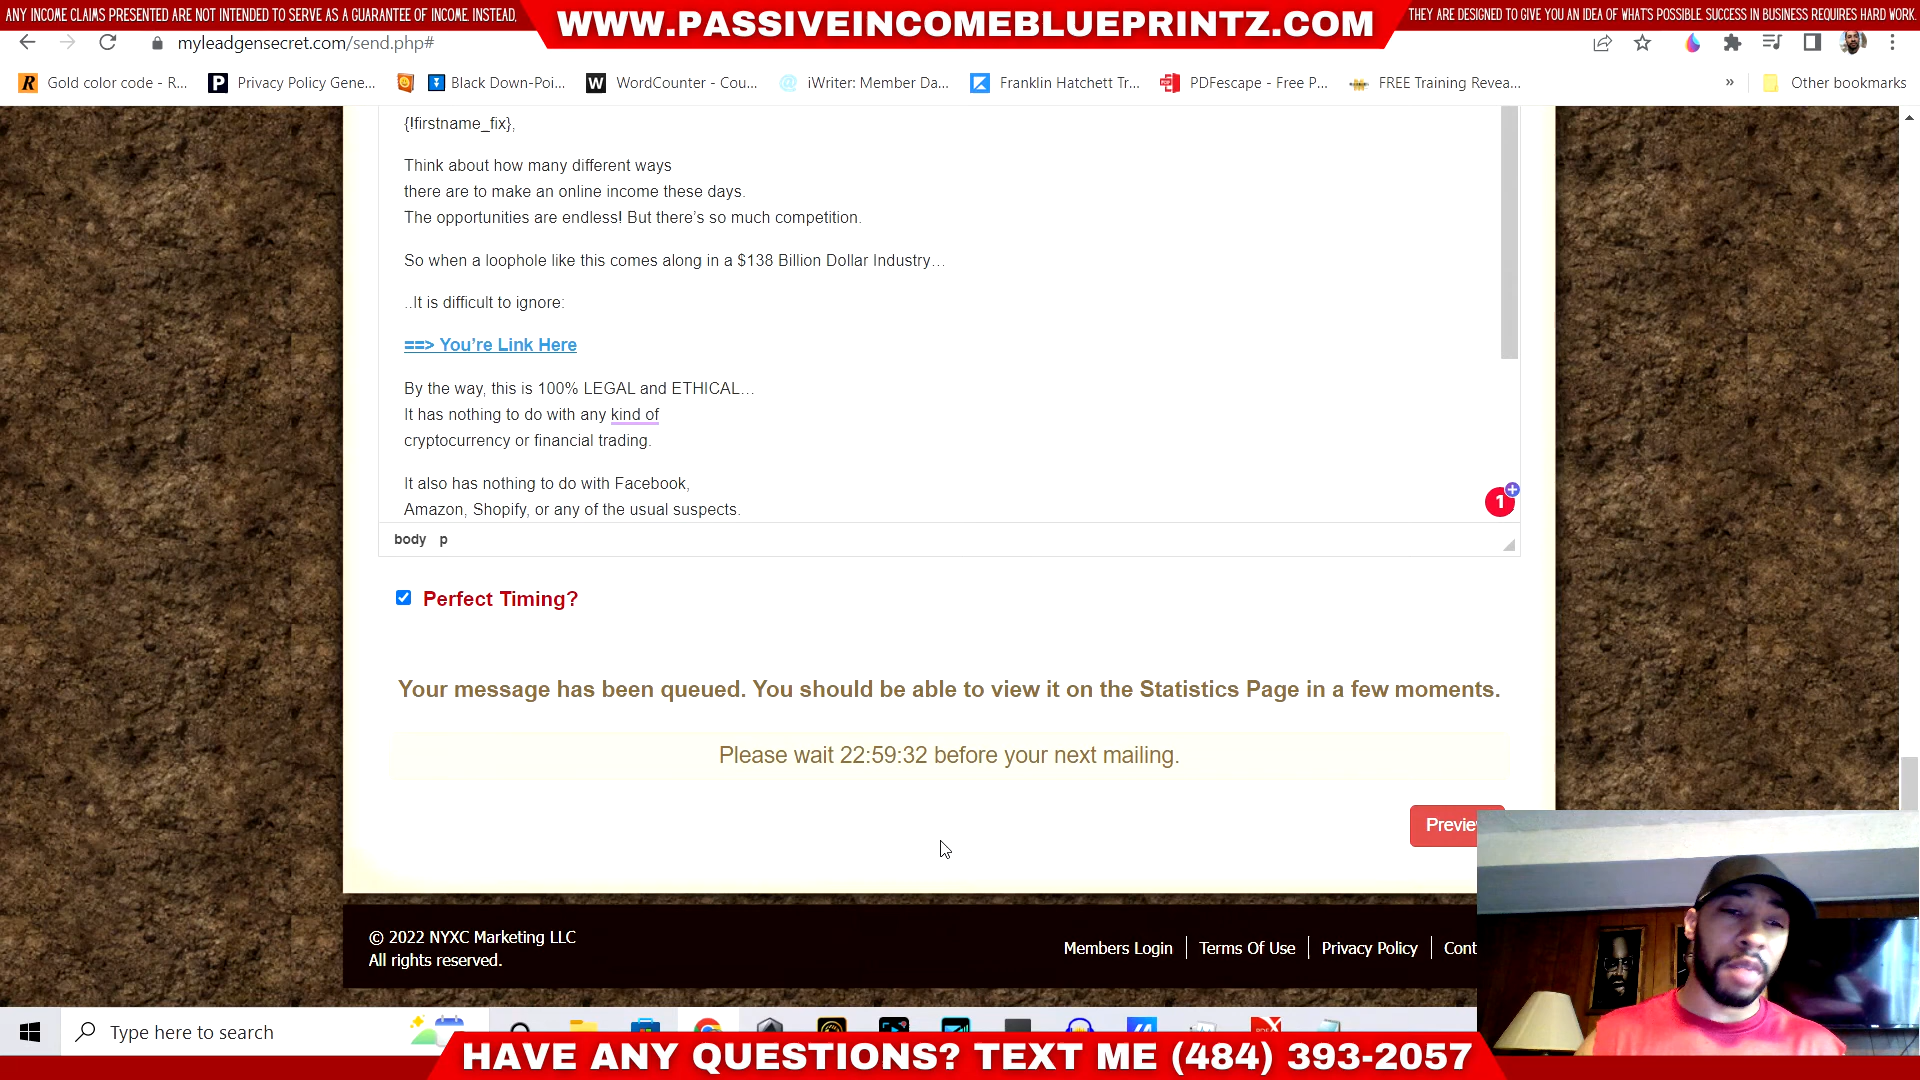 ANY INCOME CLAIMS PRESENTED ARE NOT INTENDED TO SERVE AS A GUARANTEE OF INCOME. INSTEAD,
WWW.PASSIVEINCOMEBLUEPRINTZ.COM
THEY ARE DESIGNED TO GIVE YOU AN IDEA OF WHAT'S POSSIBLE. SUCCESS IN BUSINESS REQUIRES HARD WORK.
myleadgensecret.com/send.php#
Gold color code - R...
Privacy Policy Gene...
Black Down-Poi...
WordCounter - Cou...
iWriter: Member Da...
Franklin Hatchett Tr...
PDFescape - Free P...
FREE Training Revea...
»
Other bookmarks
{!firstname_fix},
Think about how many different ways
there are to make an online income these days.
The opportunities are endless! But there's so much competition.
So when a loophole like this comes along in a $138 Billion Dollar Industry…
..It is difficult to ignore:
==> You're Link Here
By the way, this is 100% LEGAL and ETHICAL…
It has nothing to do with any kind of
cryptocurrency or financial trading.
It also has nothing to do with Facebook,
Amazon, Shopify, or any of the usual suspects.
1
body p
Perfect Timing?
Your message has been queued. You should be able to view it on the Statistics Page in a few moments.
Please wait 22:59:32 before your next mailing.
Previe
© 2022 NYXC Marketing LLC
All rights reserved.
Members Login
Terms Of Use
Privacy Policy
Cont
Type here to search
HAVE ANY QUESTIONS? TEXT ME (484) 393-2057